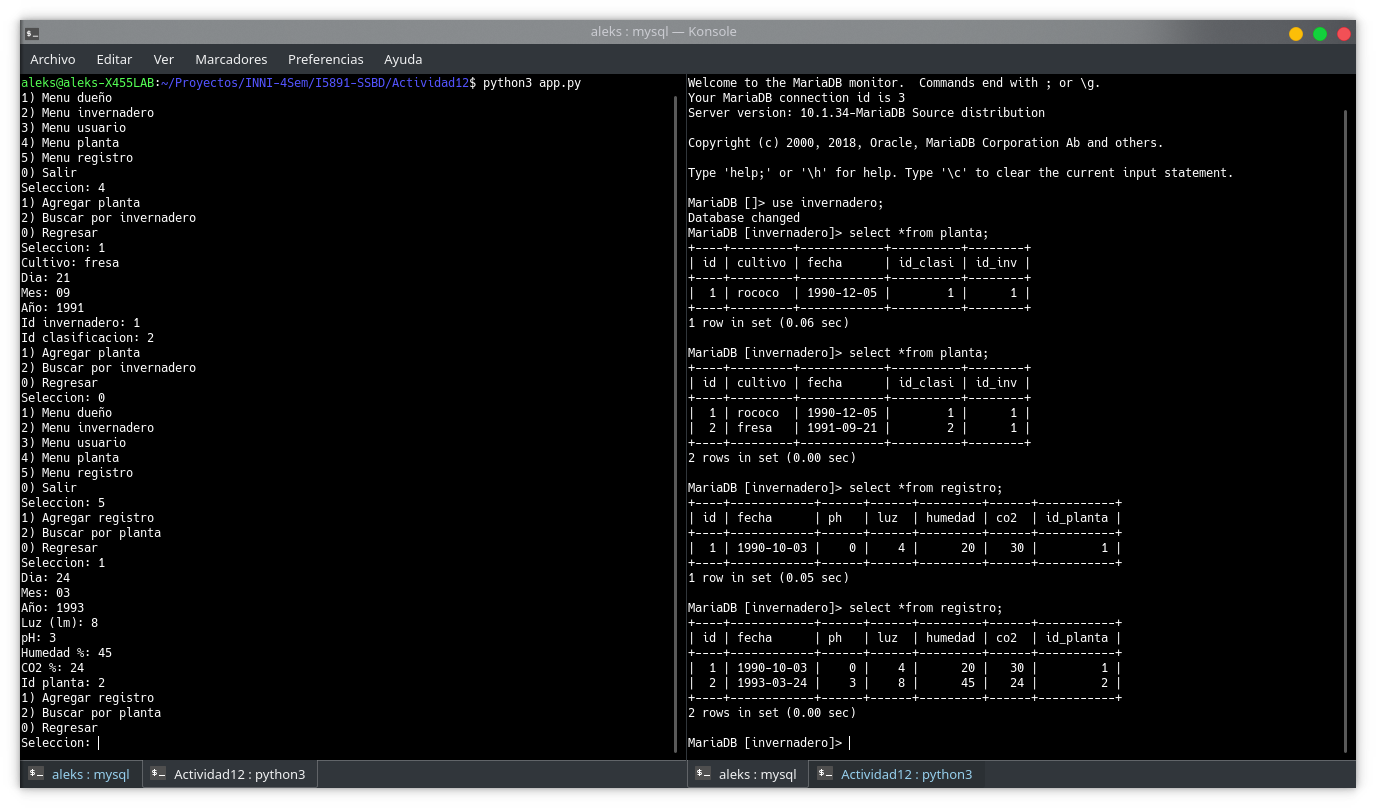 aleks : mysql — Konsole
Archivo Editar Ver Marcadores Preferencias Ayuda
aleks@aleks-X455LAB:~/Proyectos/INNI-4Sem/I5891-SSBD/Actividad12$ python3 app.py
1) Menu dueño
2) Menu invernadero
3) Menu usuario
4) Menu planta
5) Menu registro
0) Salir
Seleccion: 4
1) Agregar planta
2) Buscar por invernadero
0) Regresar
Seleccion: 1
Cultivo: fresa
Dia: 21
Mes: 09
Año: 1991
Id invernadero: 1
Id clasificacion: 2
1) Agregar planta
2) Buscar por invernadero
0) Regresar
Seleccion: 0
1) Menu dueño
2) Menu invernadero
3) Menu usuario
4) Menu planta
5) Menu registro
0) Salir
Seleccion: 5
1) Agregar registro
2) Buscar por planta
0) Regresar
Seleccion: 1
Dia: 24
Mes: 03
Año: 1993
Luz (lm): 8
pH: 3
Humedad %: 45
CO2 %: 24
Id planta: 2
1) Agregar registro
2) Buscar por planta
0) Regresar
Seleccion:
Welcome to the MariaDB monitor.  Commands end with ; or \g.
Your MariaDB connection id is 3
Server version: 10.1.34-MariaDB Source distribution
Copyright (c) 2000, 2018, Oracle, MariaDB Corporation Ab and others.
Type 'help;' or '\h' for help. Type '\c' to clear the current input statement.
MariaDB []> use invernadero;
Database changed
MariaDB [invernadero]> select *from planta;
+----+---------+------------+----------+--------+
| id | cultivo | fecha      | id_clasi | id_inv |
+----+---------+------------+----------+--------+
|  1 | rococo  | 1990-12-05 |        1 |      1 |
+----+---------+------------+----------+--------+
1 row in set (0.06 sec)
MariaDB [invernadero]> select *from planta;
+----+---------+------------+----------+--------+
| id | cultivo | fecha      | id_clasi | id_inv |
+----+---------+------------+----------+--------+
|  1 | rococo  | 1990-12-05 |        1 |      1 |
|  2 | fresa   | 1991-09-21 |        2 |      1 |
+----+---------+------------+----------+--------+
2 rows in set (0.00 sec)
MariaDB [invernadero]> select *from registro;
+----+------------+------+------+---------+------+-----------+
| id | fecha      | ph   | luz  | humedad | co2  | id_planta |
+----+------------+------+------+---------+------+-----------+
|  1 | 1990-10-03 |    0 |    4 |      20 |   30 |         1 |
+----+------------+------+------+---------+------+-----------+
1 row in set (0.05 sec)
MariaDB [invernadero]> select *from registro;
+----+------------+------+------+---------+------+-----------+
| id | fecha      | ph   | luz  | humedad | co2  | id_planta |
+----+------------+------+------+---------+------+-----------+
|  1 | 1990-10-03 |    0 |    4 |      20 |   30 |         1 |
|  2 | 1993-03-24 |    3 |    8 |      45 |   24 |         2 |
+----+------------+------+------+---------+------+-----------+
2 rows in set (0.00 sec)
MariaDB [invernadero]>
aleks : mysql Actividad12 : python3
aleks : mysql Actividad12 : python3